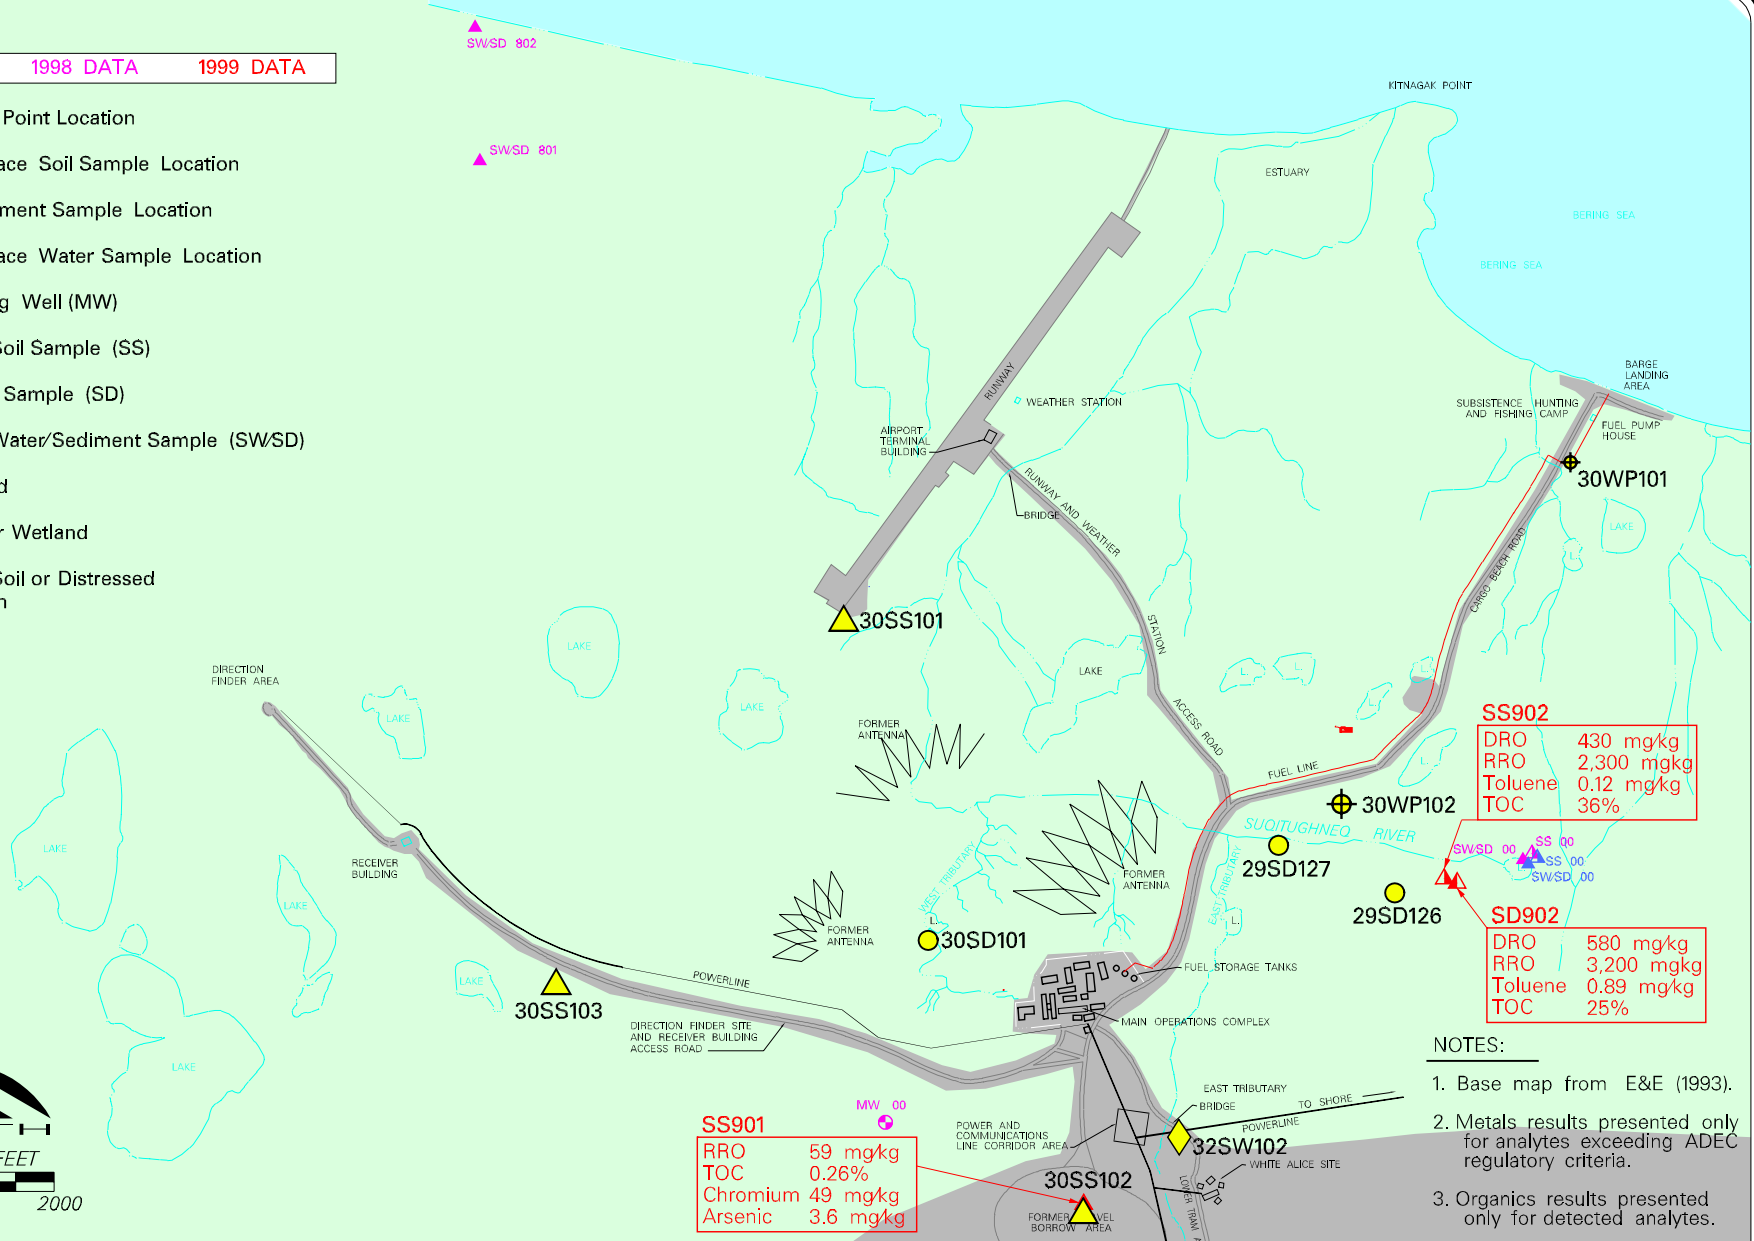 SW/SD 802
1998 DATA 1999 DATA
KITNAGAK POINT
Point Location
SW/SD 801
ace Soil Sample Location
ESTUARY
ment Sample Location
BERING SEA
ace Water Sample Location
BERING SEA
g Well (MW)
Soil Sample (SS)
Sample (SD)
Water/Sediment Sample (SW/SD)
d
r Wetland
Soil or Distressed
n
RUNWAY
WEATHER STATION
AIRPORT
TERMINAL
BUILDING
BARGE
LANDING
AREA
SUBSISTENCE HUNTING
AND FISHING CAMP
FUEL PUMP
HOUSE
30WP101
RUNWAY AND WEATHER
STATION
ACCESS ROAD
BRIDGE
LAKE
CARGO BEACH ROAD
30SS101
LAKE
DIRECTION
FINDER AREA
LAKE
L.
L.
L.
L.
L.
L.
LAKE
LAKE
FORMER
ANTENNA
SS902
DRO 430 mg/kg
RRO 2,300 mgkg
Toluene 0.12 mg/kg
TOC 36%
FUEL LINE
30WP102
SUQITUGHNEQ RIVER
LAKE
RECEIVER
BUILDING
WEST TRIBUTARY
EAST TRIBUTARY
29SD127
SS 00
SW/SD 00
SS 00
SW/SD 00
FORMER
ANTENNA
29SD126
LAKE
FORMER
ANTENNA
L.
L.
30SD101
SD902
DRO 580 mg/kg
RRO 3,200 mgkg
Toluene 0.89 mg/kg
TOC 25%
FUEL STORAGE TANKS
LAKE
POWERLINE
30SS103
DIRECTION FINDER SITE
AND RECEIVER BUILDING
ACCESS ROAD
MAIN OPERATIONS COMPLEX
LAKE
NOTES:
1. Base map from E&E (1993).
2. Metals results presented only
for analytes exceeding ADEC
regulatory criteria.
3. Organics results presented
only for detected analytes.
EAST TRIBUTARY
BRIDGE
TO SHORE
POWERLINE
MW 00
SS901
RRO 59 mg/kg
TOC 0.26%
Chromium 49 mg/kg
Arsenic 3.6 mg/kg
POWER AND
COMMUNICATIONS
LINE CORRIDOR AREA
32SW102
WHITE ALICE SITE
30SS102
LOWER TRAM
FORMER VEL
BORROW AREA
FEET
2000